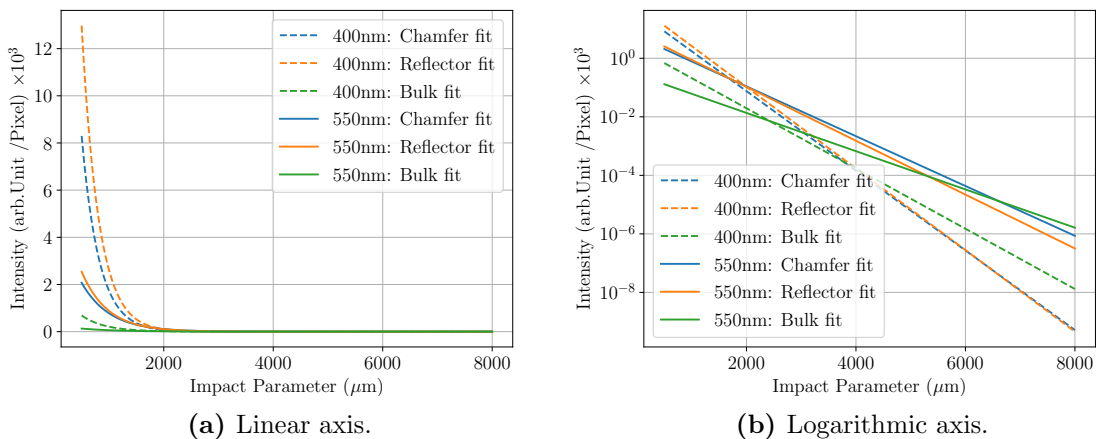 Intensity (arb.Unit /Pixel) ×10³
12
10
8
6
4
2
0
400nm: Chamfer fit
400nm: Reflector fit
400nm: Bulk fit
550nm: Chamfer fit
550nm: Reflector fit
550nm: Bulk fit
2000 4000 6000 8000
Impact Parameter (μm)
(a) Linear axis.
Intensity (arb.Unit /Pixel) ×10³
10⁰
10⁻²
10⁻⁴
10⁻⁶
10⁻⁸
400nm: Chamfer fit
400nm: Reflector fit
400nm: Bulk fit
550nm: Chamfer fit
550nm: Reflector fit
550nm: Bulk fit
2000 4000 6000 8000
Impact Parameter (μm)
(b) Logarithmic axis.